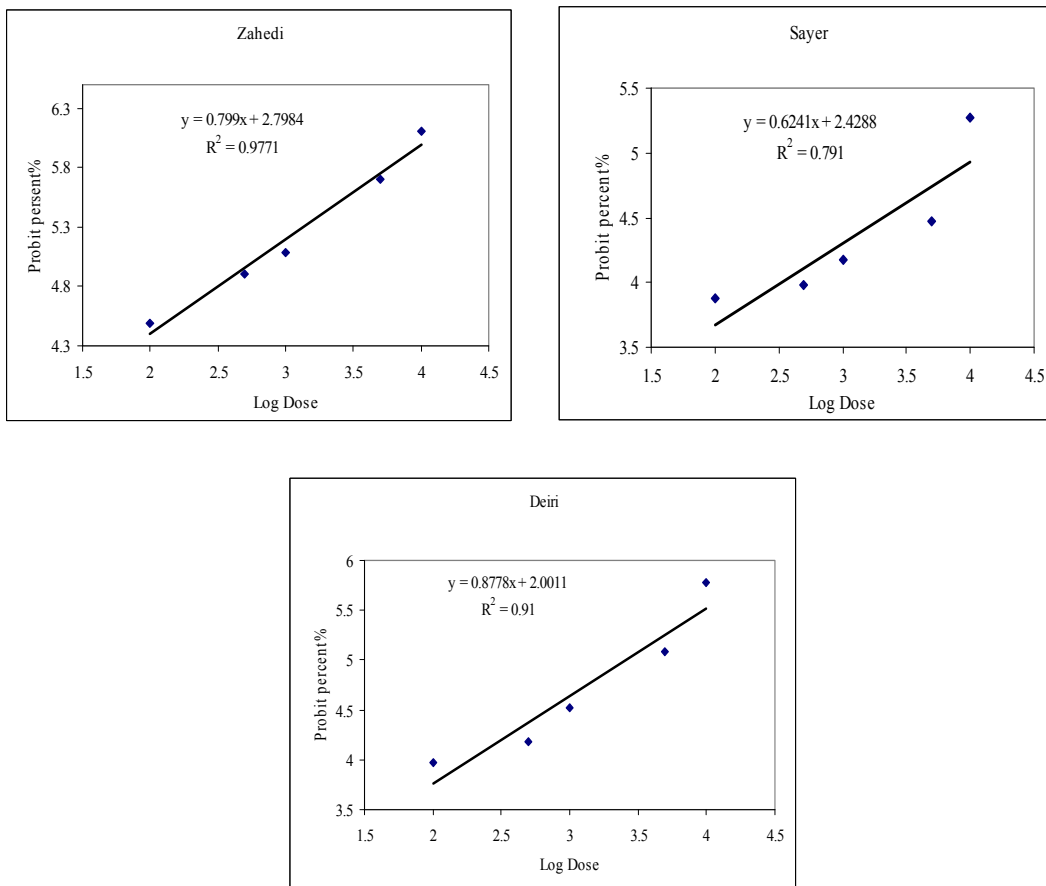 Zahedi
6.3
5.8
5.3
4.8
4.3
Probit persent%
y = 0.799x + 2.7984
R² = 0.9771
1.5 2 2.5 3 3.5 4 4.5
Log Dose
Sayer
5.5
5
4.5
4
3.5
Probit percent%
y = 0.6241x + 2.4288
R² = 0.791
1.5 2 2.5 3 3.5 4 4.5
Log Dose
Deiri
6
5.5
5
4.5
4
3.5
Probit percent%
y = 0.8778x + 2.0011
R² = 0.91
1.5 2 2.5 3 3.5 4 4.5
Log Dose